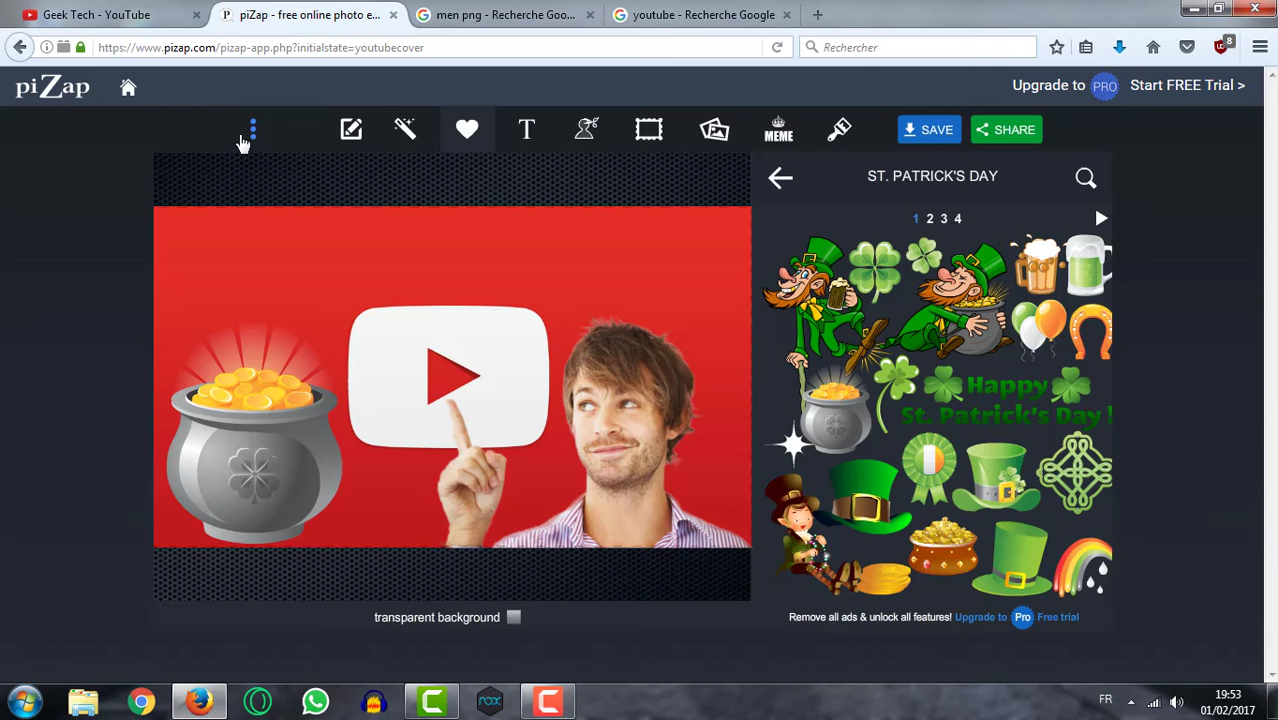 Geek Tech - YouTube
piZap - free online photo e...
men png - Recherche Goo...
youtube - Recherche Google
https://www.pizap.com/pizap-app.php?initialstate=youtubecover
Rechercher
8
piZap
Upgrade to PRO Start FREE Trial >
T
MEME
SAVE
SHARE
ST. PATRICK'S DAY
1 2 3 4
Happy
St. Patrick's Day !
transparent background
Remove all ads & unlock all features! Upgrade to Pro Free trial
nox
FR
19:53
01/02/2017